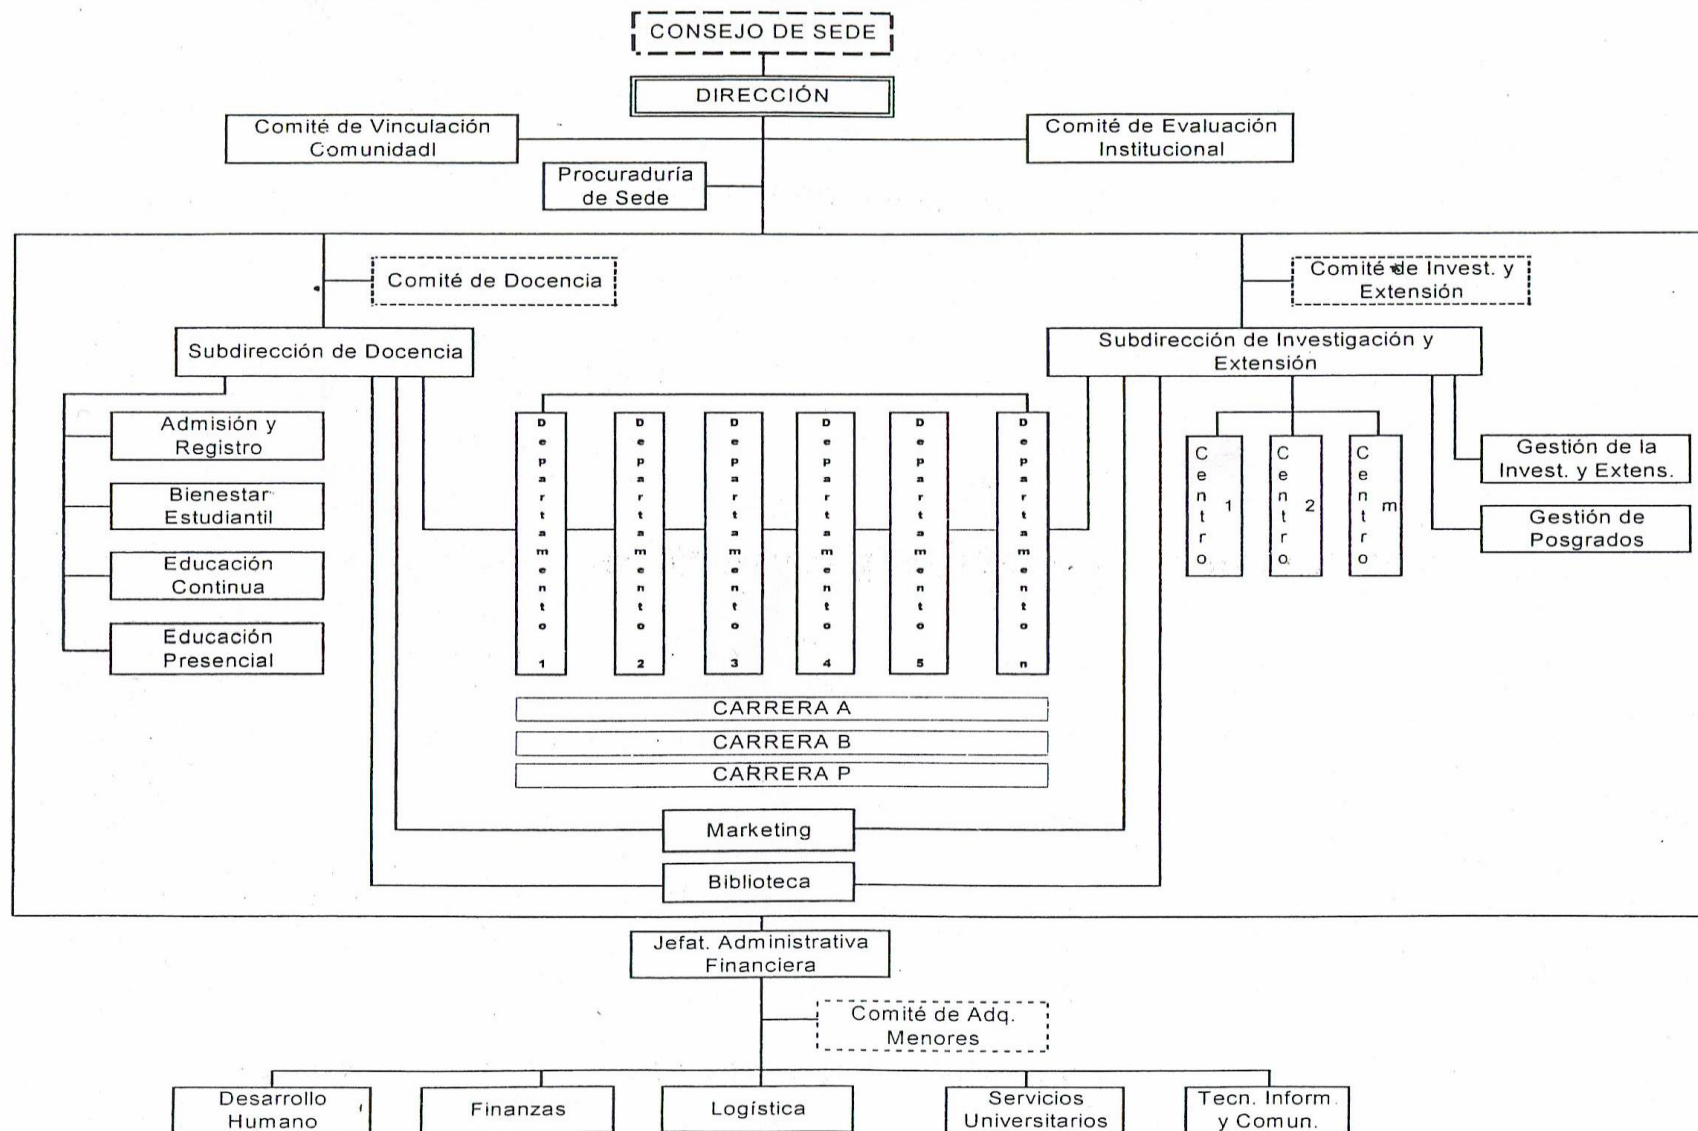 CONSEJO DE SEDE
DIRECCIÓN
Comité de Vinculación
Comunidadl
Comité de Evaluación
Institucional
Procuraduría
de Sede
Comité de Docencia
Comité de Invest. y
Extensión
Subdirección de Docencia
Subdirección de Investigación y
Extensión
Admisión y
Registro
Bienestar
Estudiantil
Educación
Continua
Educación
Presencial
Departamento 1
Departamento 2
Departamento 3
Departamento 4
Departamento 5
Departamento n
Centro 1
Centro 2
Centro m
Gestión de la
Invest. y Extens.
Gestión de
Posgrados
CARRERA A
CARRERA B
CARRERA P
Marketing
Biblioteca
Jefat. Administrativa
Financiera
Comité de Adq.
Menores
Desarrollo
Humano
Finanzas
Logística
Servicios
Universitarios
Tecn. Inform.
y Comun.